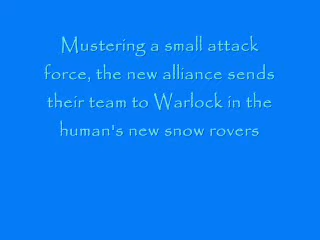 Mustering a small attack
force, the new alliance sends
their team to Warlock in the
human's new snow rovers